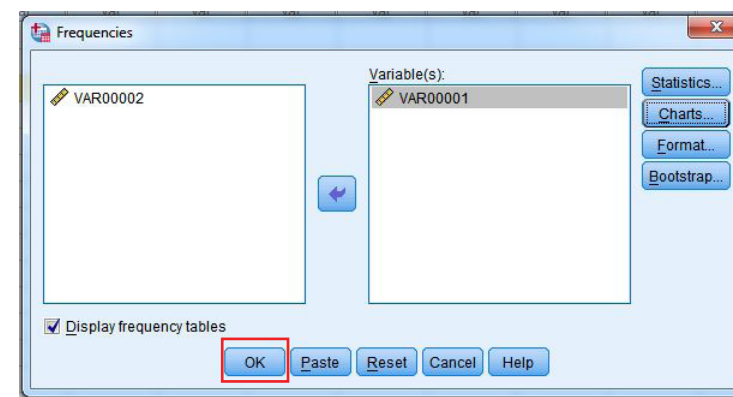 Frequencies
Variable(s):
VAR00002
VAR00001
Statistics...
Charts...
Format...
Bootstrap...
Display frequency tables
OK Paste Reset Cancel Help